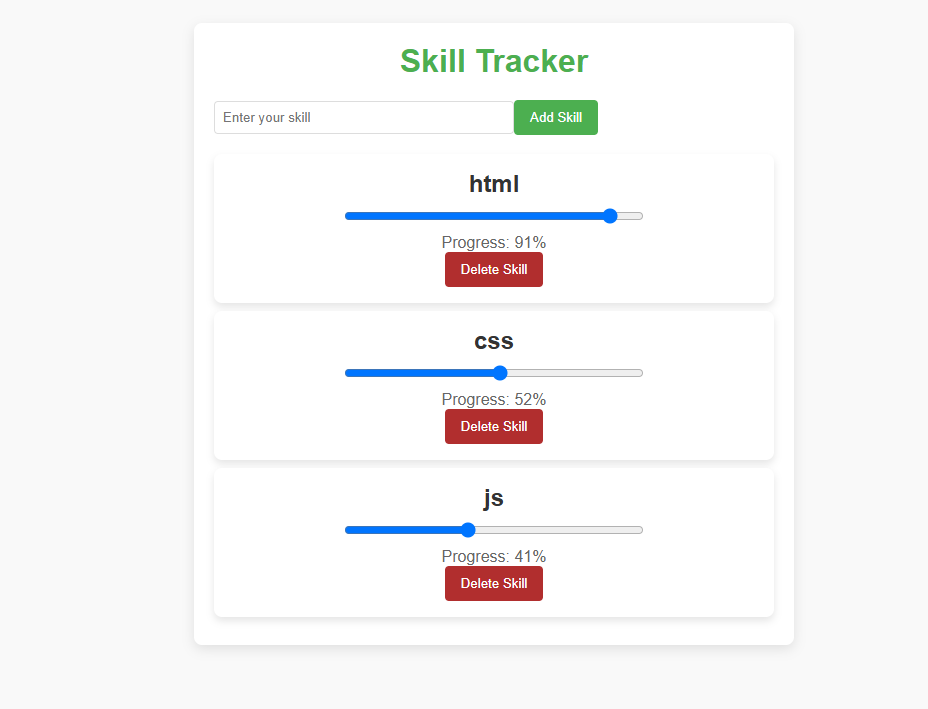 Skill Tracker
Enter your skill
Add Skill
html
Progress: 91%
Delete Skill
css
Progress: 52%
Delete Skill
js
Progress: 41%
Delete Skill